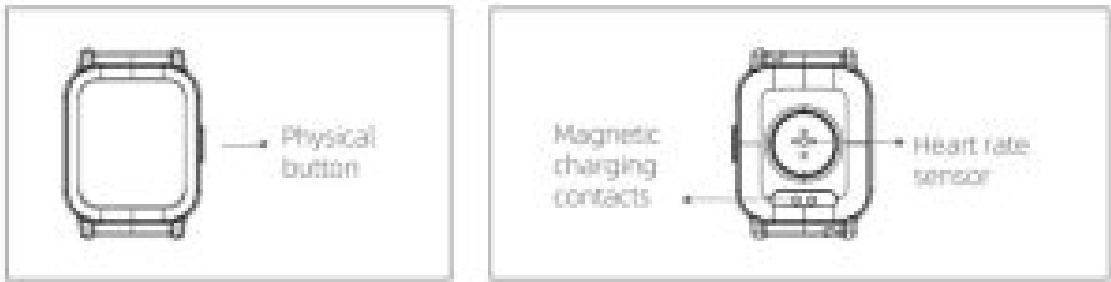 Physical
button
Magnetic
charging
contacts
Heart rate
sensor